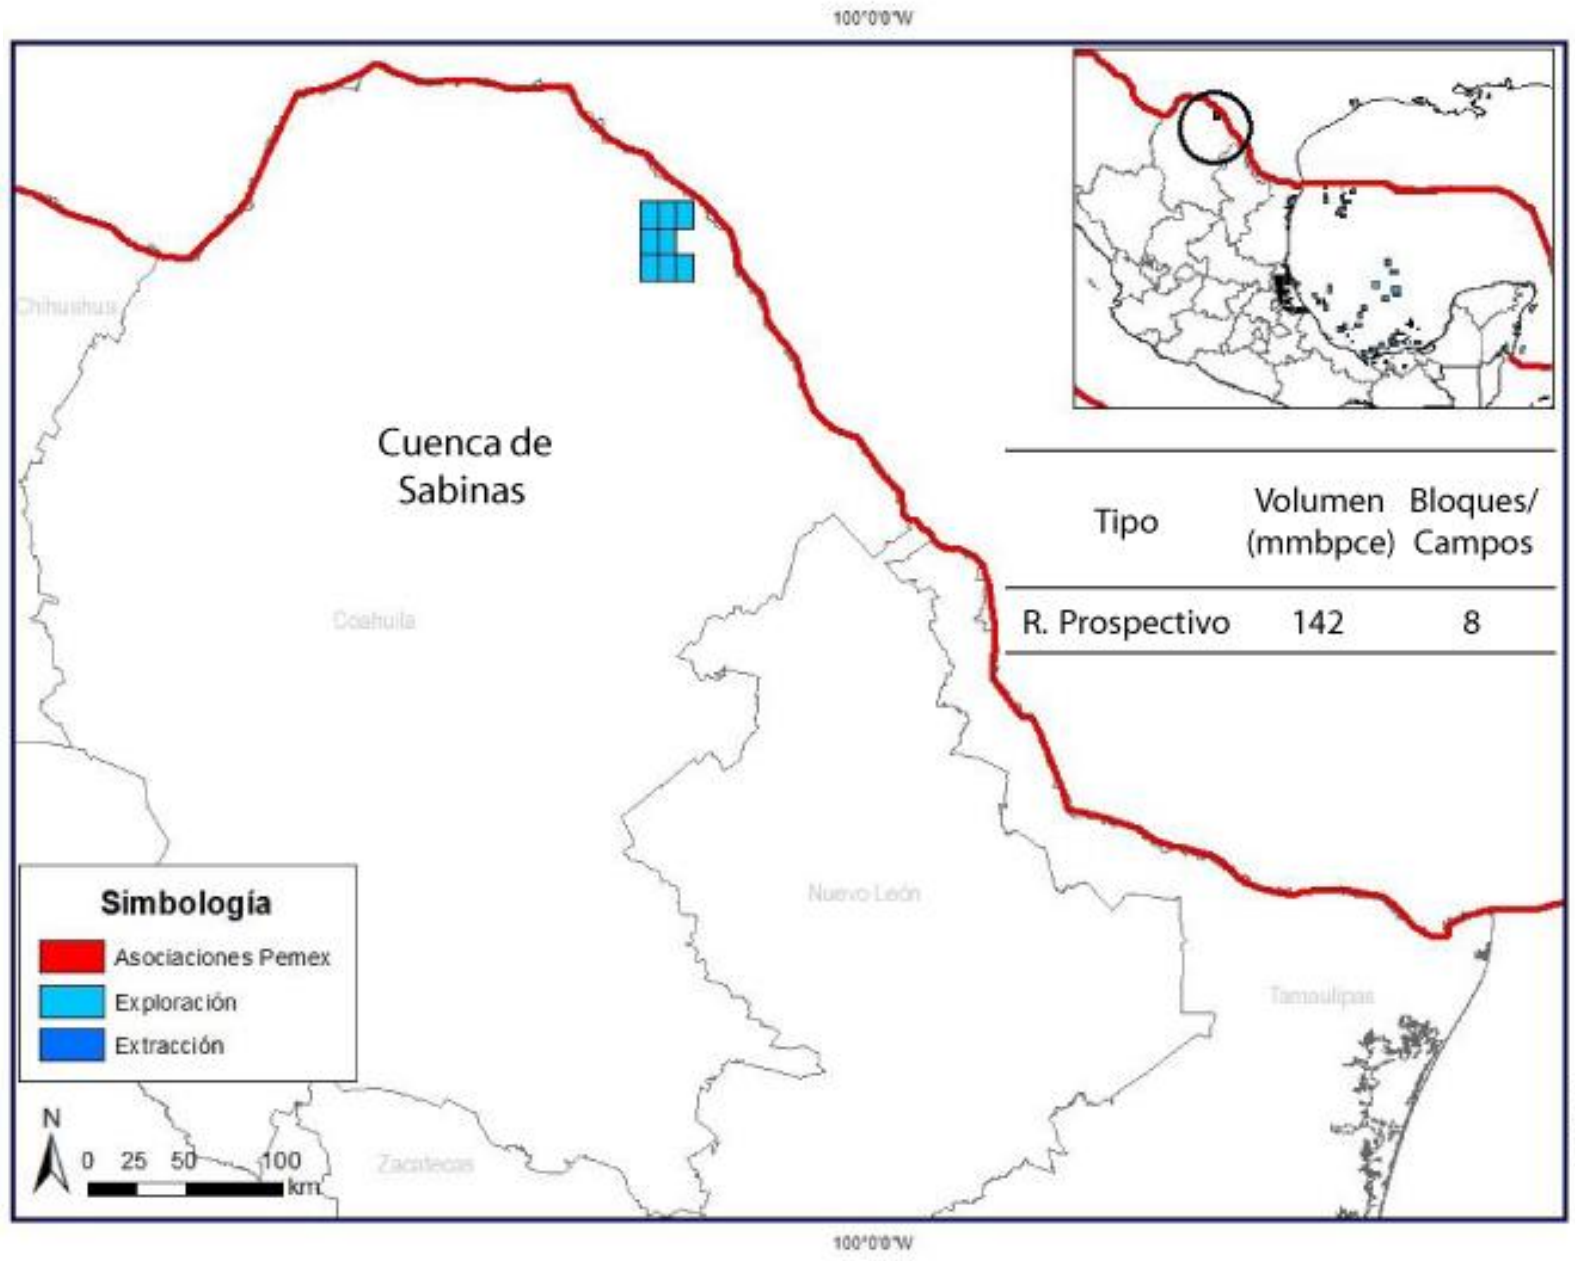 100°0'0"W
Chihuahua
Cuenca de
Sabinas
Tipo Volumen (mmbpce) Bloques/ Campos
R. Prospectivo 142 8
Coahuila
Nuevo León
Tamaulipas
Zacatecas
Simbología
Asociaciones Pemex
Exploración
Extracción
N
0 25 50 100
km
100°0'0"W